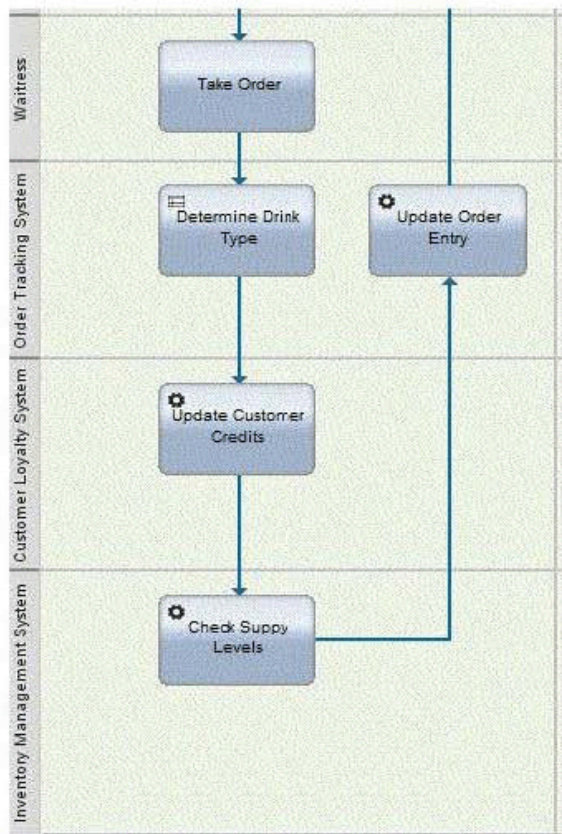 Waitress
Take Order
Order Tracking System
Determine Drink
Type
Update Order
Entry
Customer Loyalty System
Update Customer
Credits
Inventory Management System
Check Suppy
Levels